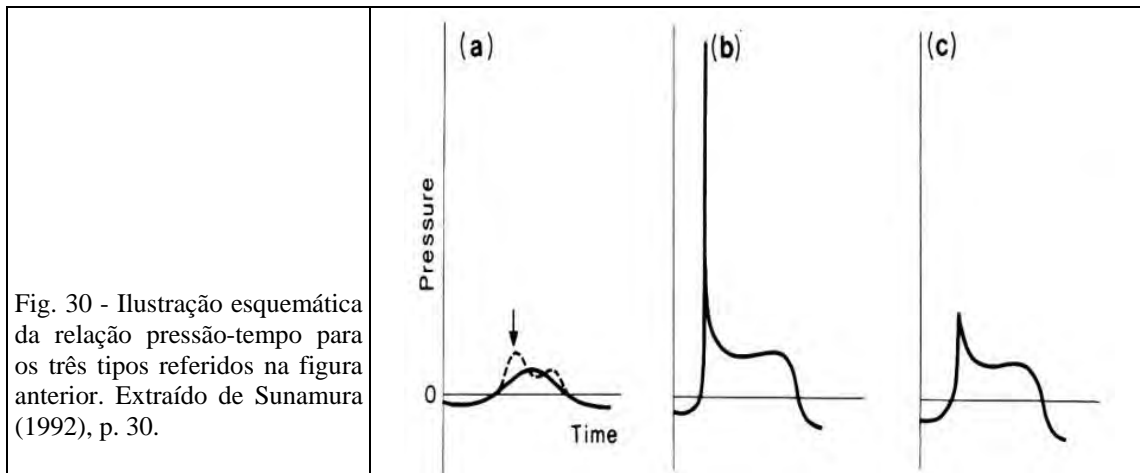 (a)
(b)
(c)
Pressure
0
Time
Fig. 30 - Ilustração esquemática
da relação pressão-tempo para
os três tipos referidos na figura
anterior. Extraído de Sunamura
(1992), p. 30.